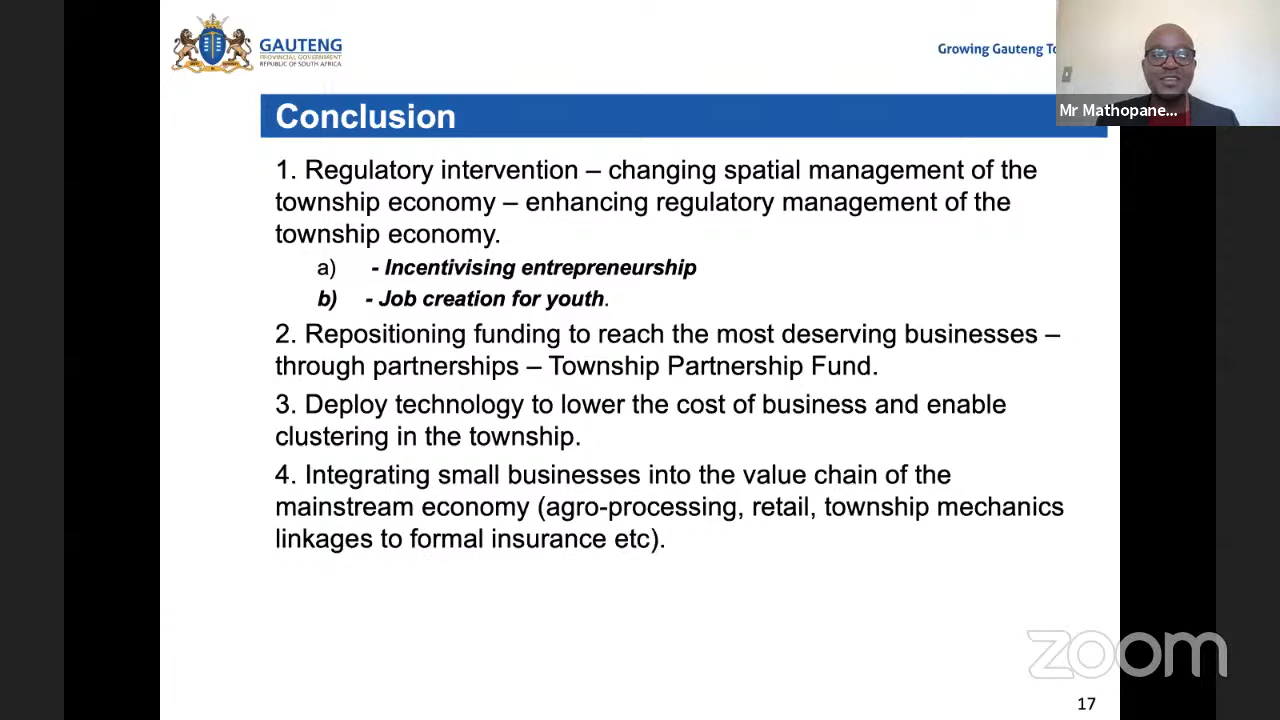 GAUTENG
PROVINCIAL GOVERNMENT
REPUBLIC OF SOUTH AFRICA
Growing Gauteng To
Mr Mathopane...
Conclusion
1. Regulatory intervention – changing spatial management of the
township economy – enhancing regulatory management of the
township economy.
a) - Incentivising entrepreneurship
b) - Job creation for youth.
2. Repositioning funding to reach the most deserving businesses –
through partnerships – Township Partnership Fund.
3. Deploy technology to lower the cost of business and enable
clustering in the township.
4. Integrating small businesses into the value chain of the
mainstream economy (agro-processing, retail, township mechanics
linkages to formal insurance etc).
zoom
17